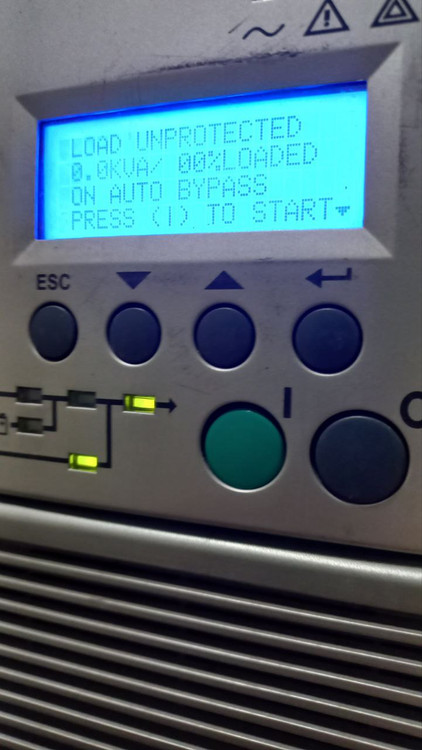 LOAD UNPROTECTED
0.0KVA/ 00%LOADED
ON AUTO BYPASS
PRESS (I) TO START
ESC
I
O